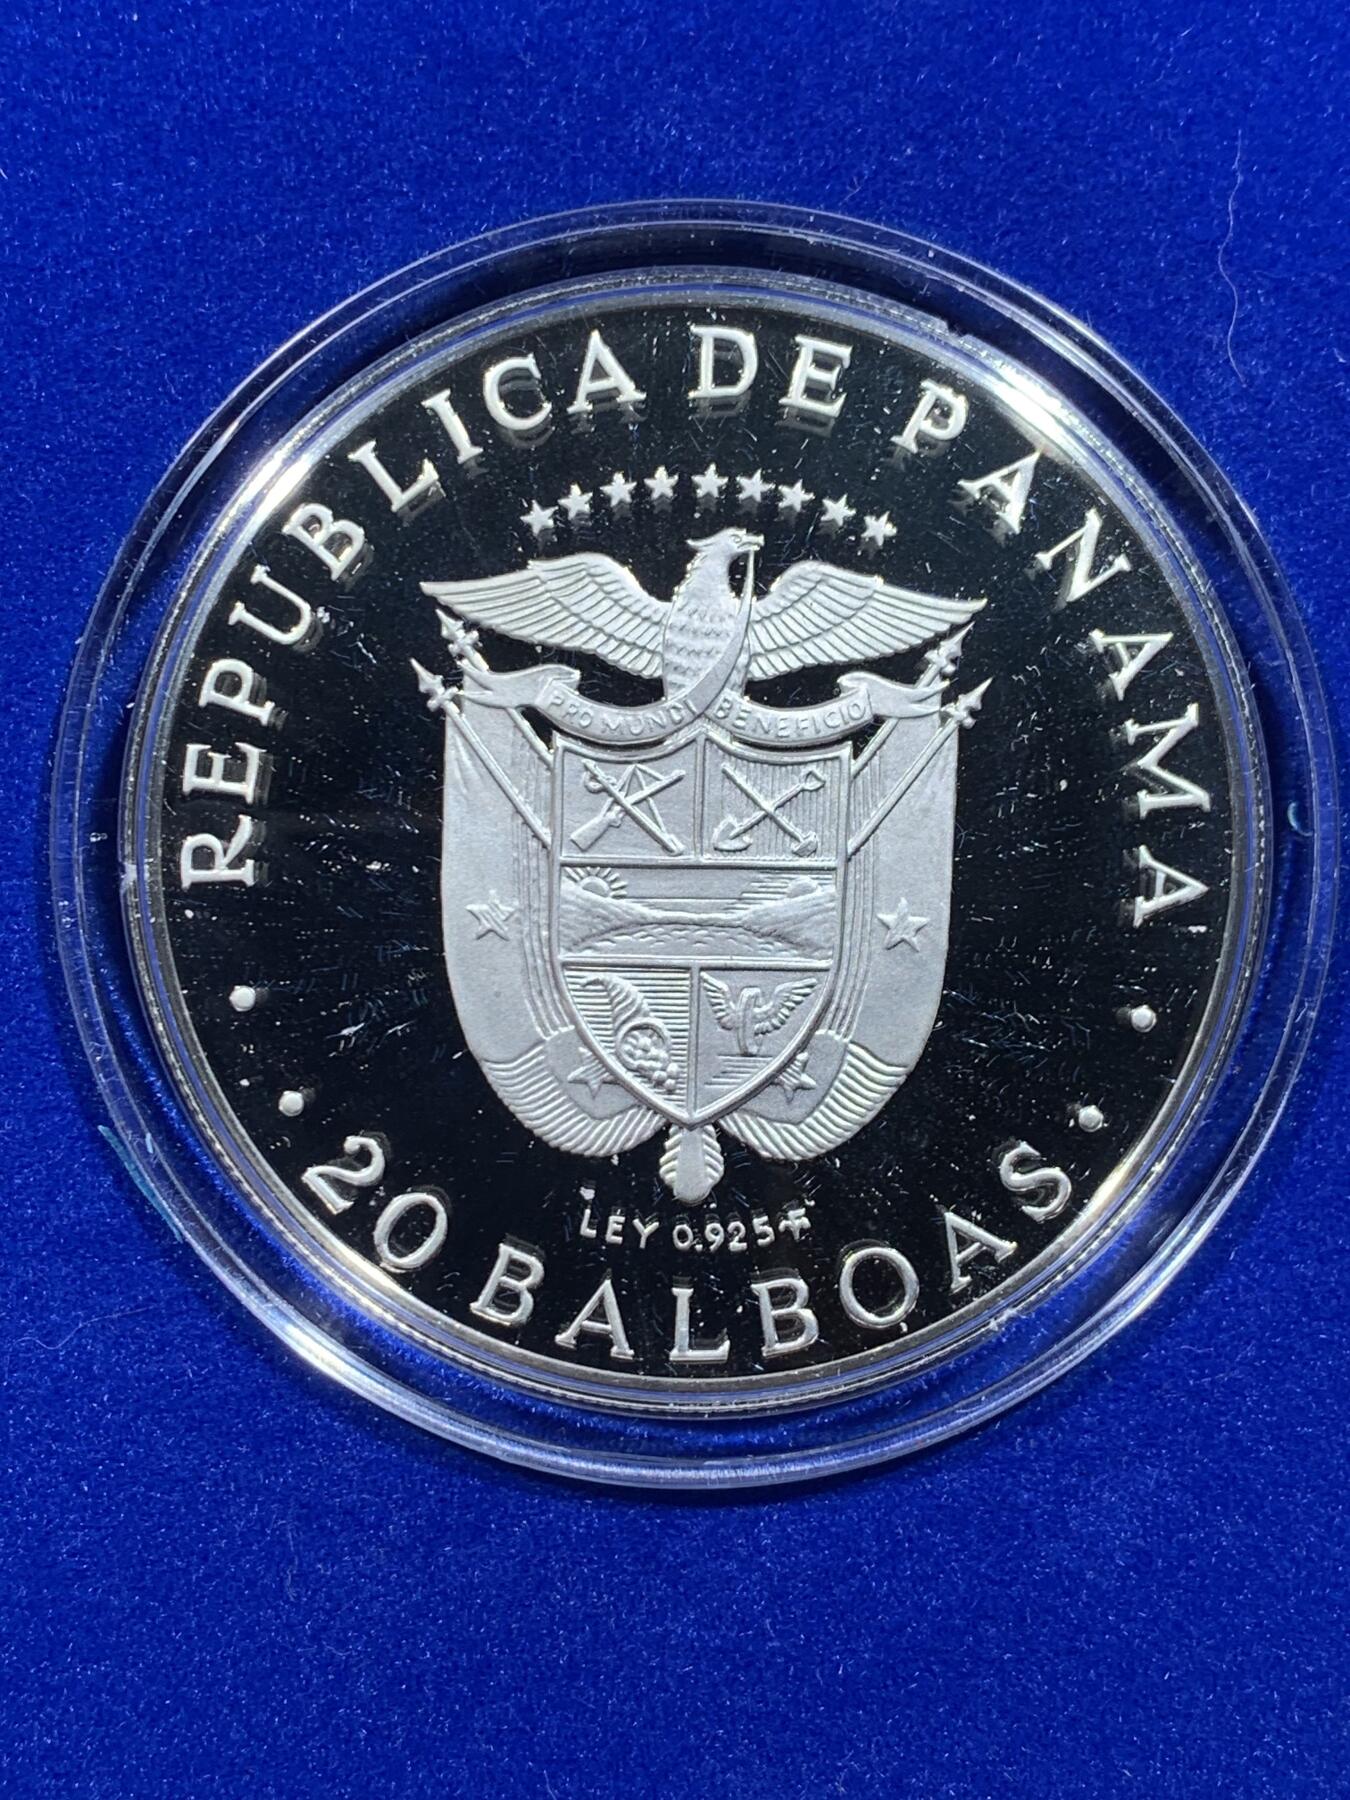 REPUBLICA DE PANAMA
PRO MUNDI BENEFICIO
LEY 0.925 F
20 BALBOAS